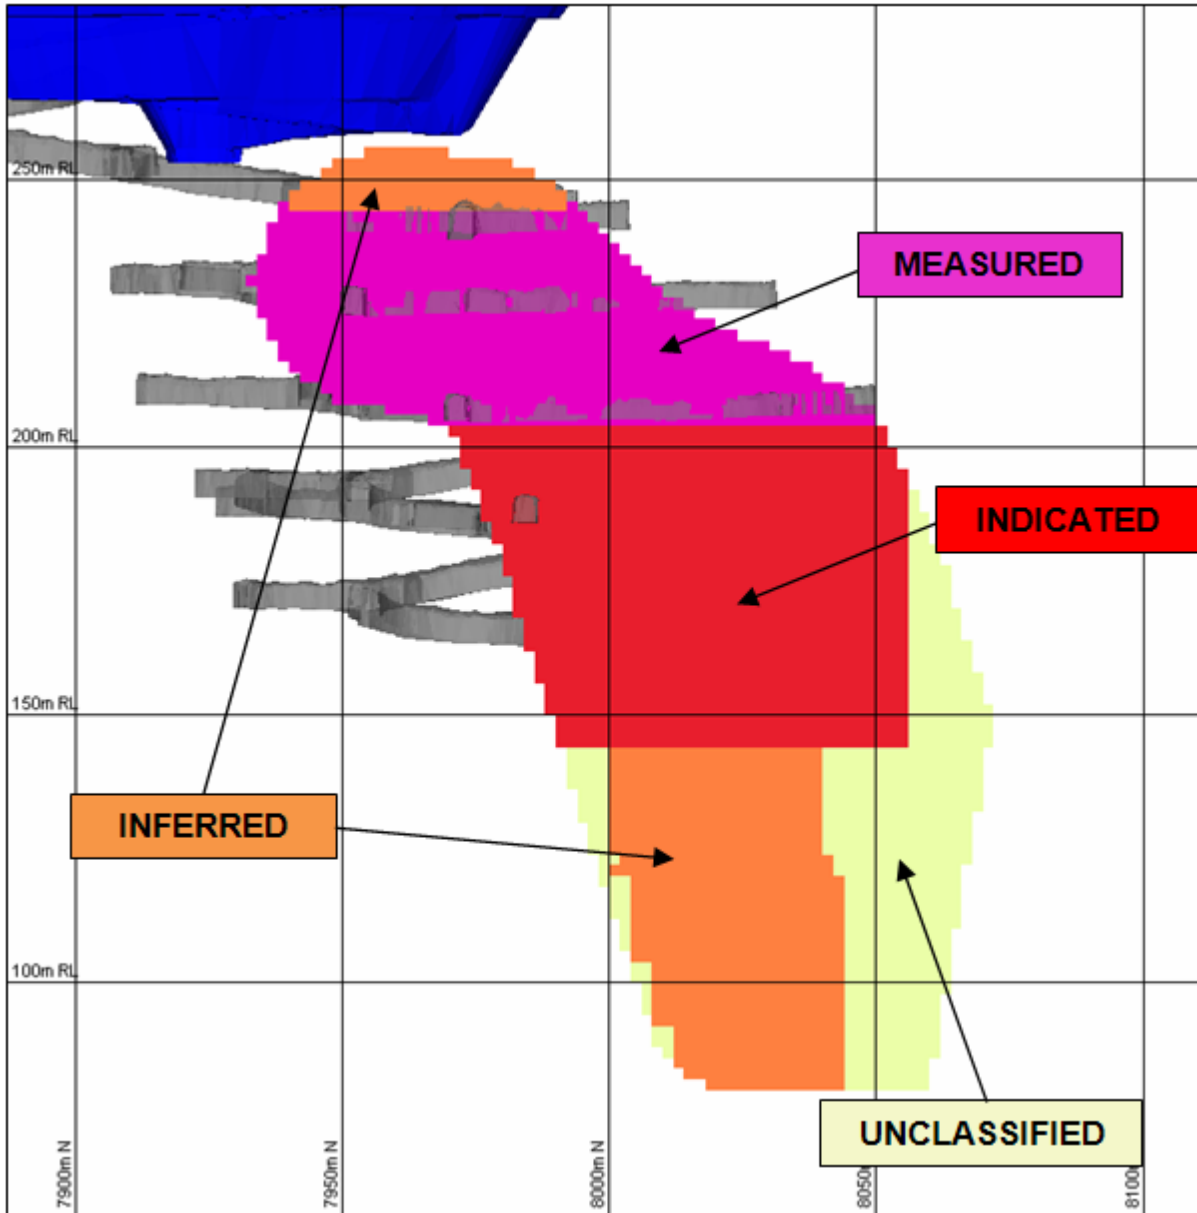 250m RL
MEASURED
200m RL
INDICATED
150m RL
INFERRED
100m RL
UNCLASSIFIED
7900m N
7950m N
8000m N
8050
8100